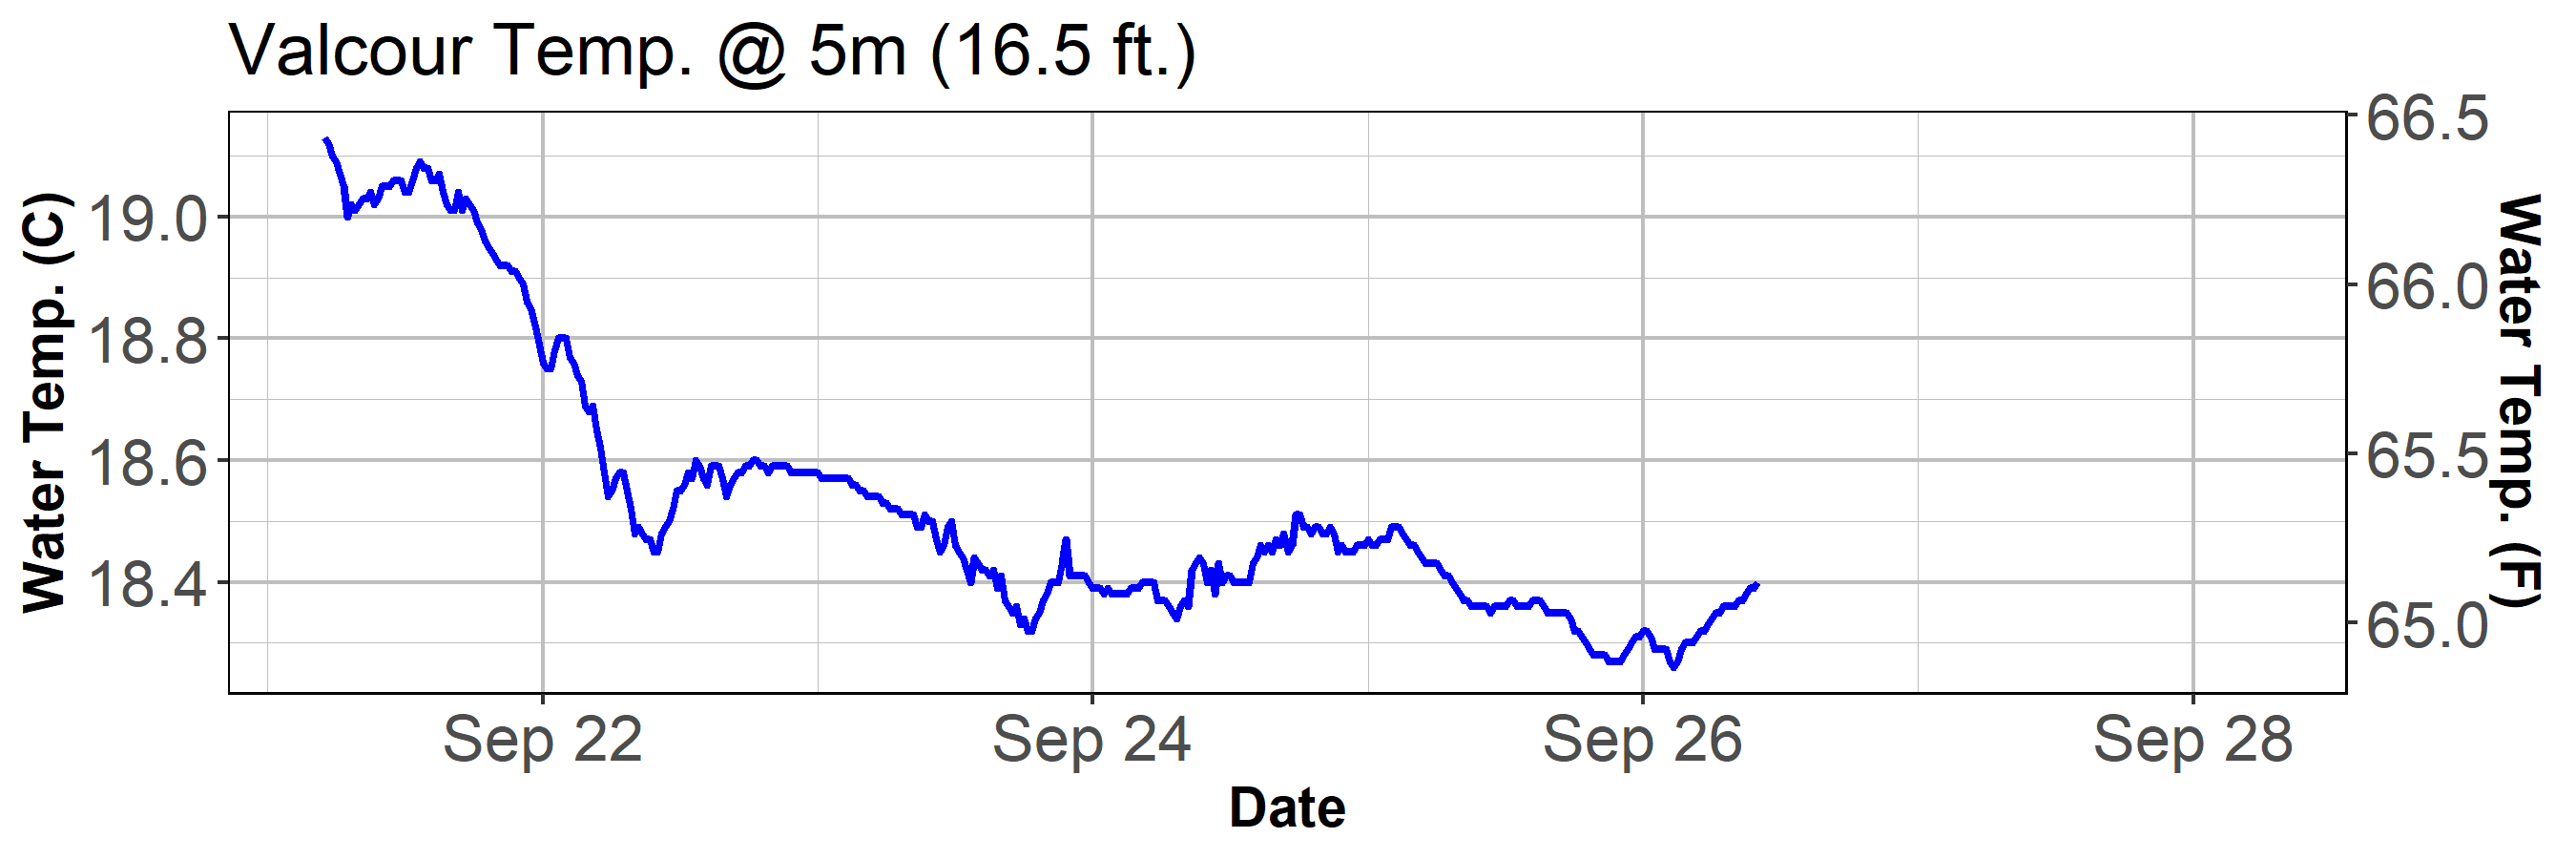 Valcour Temp. @ 5m (16.5 ft.)
Water Temp. (C)
19.0
18.8
18.6
18.4
66.5
66.0
65.5
65.0
Water Temp. (F)
Sep 22
Sep 24
Sep 26
Sep 28
Date